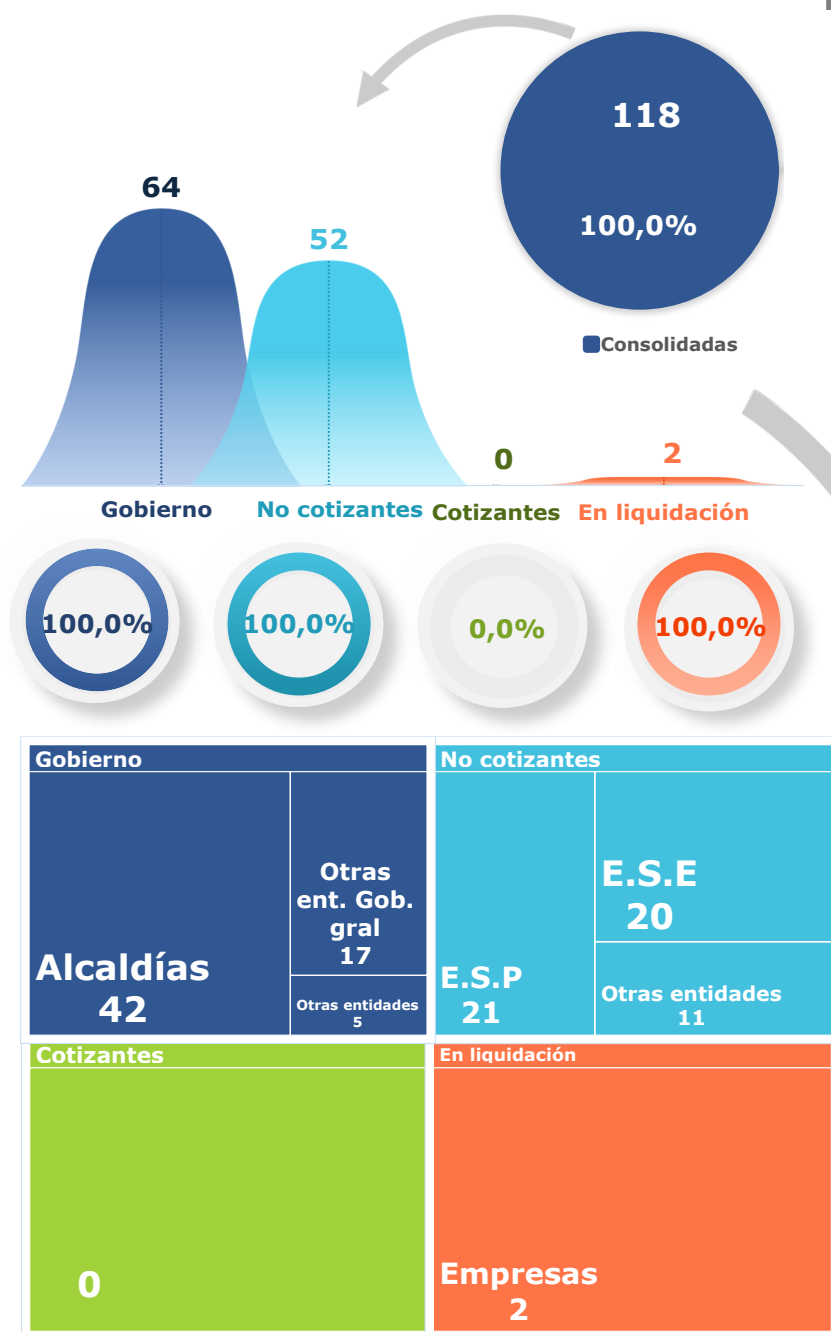 118
100,0%
Consolidadas
64
52
0
2
Gobierno
No cotizantes
Cotizantes
En liquidación
100,0%
100,0%
0,0%
100,0%
Gobierno
Alcaldías
42
Otras
ent. Gob.
gral
17
Otras entidades
5
No cotizantes
E.S.P
21
E.S.E
20
Otras entidades
11
Cotizantes
0
En liquidación
Empresas
2